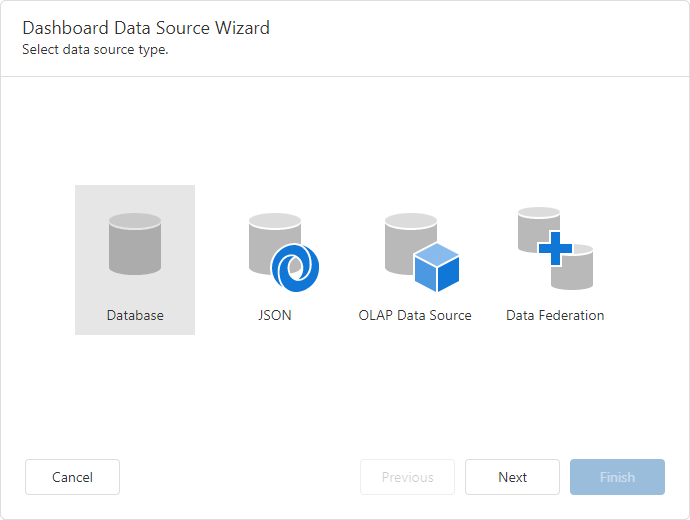 Dashboard Data Source Wizard
Select data source type.
Database
JSON
OLAP Data Source
Data Federation
Cancel
Previous
Next
Finish